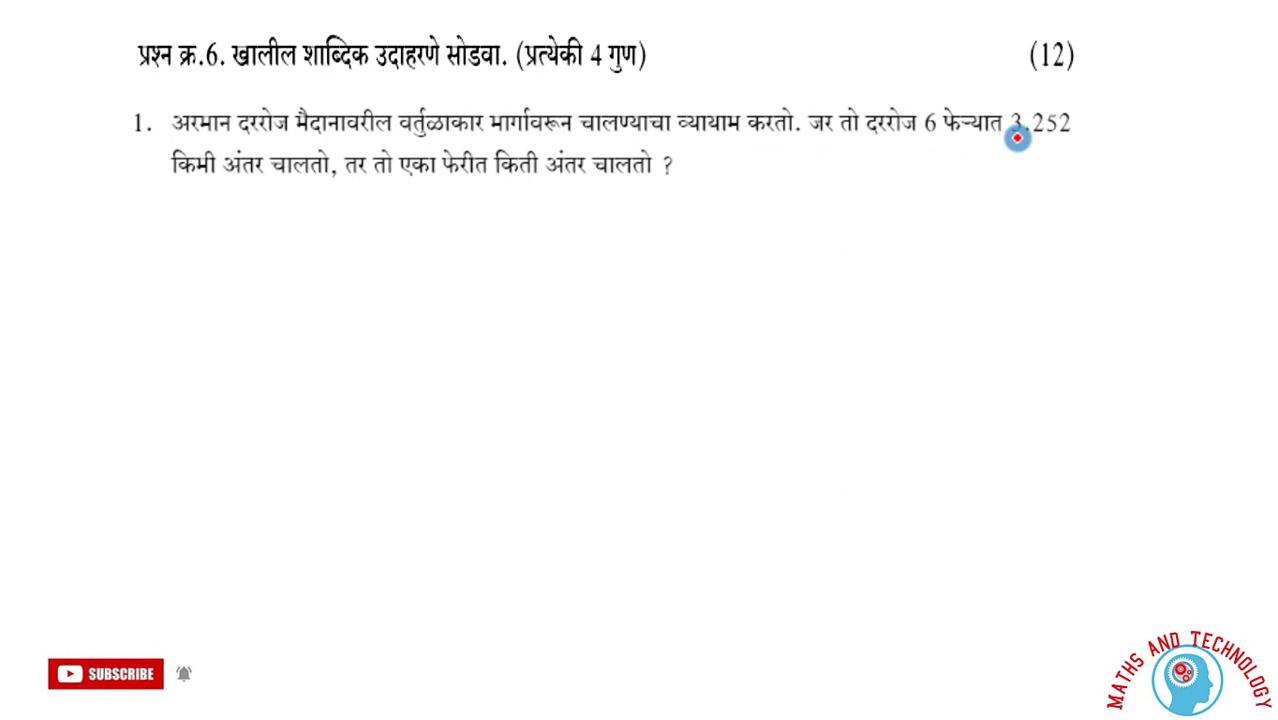 प्रश्न क्र.6. खालील शाब्दिक उदाहरणे सोडवा. (प्रत्येकी 4 गुण) (12)
1. अरमान दररोज मैदानावरील वर्तुळाकार मार्गावरून चालण्याचा व्यायाम करतो. जर तो दररोज 6 फेऱ्यात 3.252
किमी अंतर चालतो, तर तो एका फेरीत किती अंतर चालतो ?
SUBSCRIBE
MATHS AND TECHNOLOGY